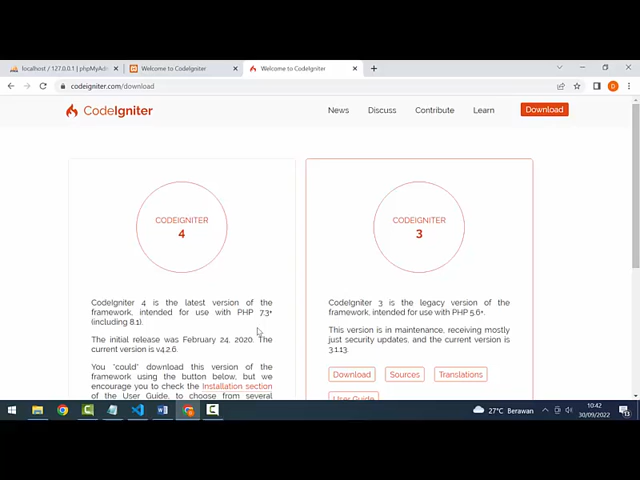 localhost / 127.0.0.1 | phpMyAd
Welcome to CodeIgniter
Welcome to CodeIgniter
codeigniter.com/download
CodeIgniter
News
Discuss
Contribute
Learn
Download
CODEIGNITER
4
CodeIgniter 4 is the latest version of the
framework, intended for use with PHP 7.3+
(including 8.1).
The initial release was February 24, 2020. The
current version is v4.2.6.
You *could* download this version of the
framework using the button below, but we
encourage you to check the Installation section
of the User Guide, to choose from several
CODEIGNITER
3
CodeIgniter 3 is the legacy version of the
framework, intended for use with PHP 5.6+.
This version is in maintenance, receiving mostly
just security updates, and the current version is
3.1.13.
Download
Sources
Translations
User Guide
27°C Berawan
10:42
30/09/2022